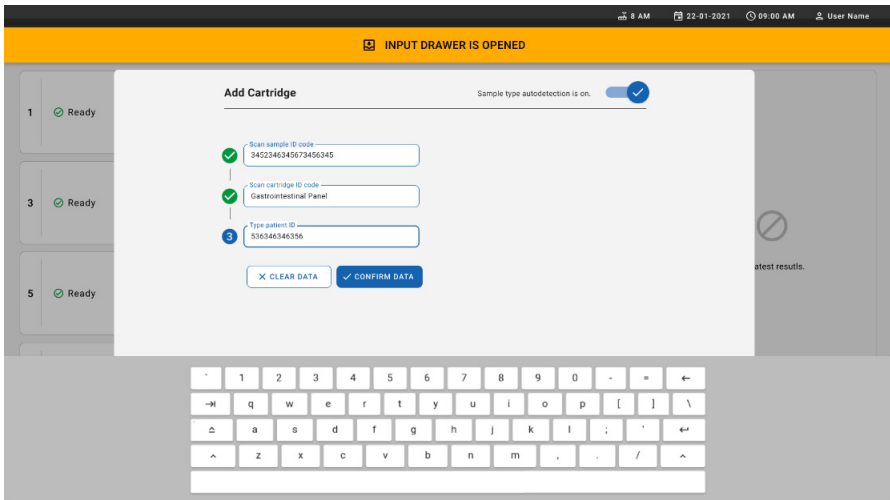 8 AM 22-01-2021 09:00 AM User Name
INPUT DRAWER IS OPENED
Add Cartridge
Sample type autodetection is on.
1 Ready
3 Ready
5 Ready
Scan sample ID code
3452346345673456345
Scan cartridge ID code
Gastrointestinal Panel
Type patient ID
3 536346346356
CLEAR DATA CONFIRM DATA
atest resutls.
` 1 2 3 4 5 6 7 8 9 0 - =
q w e r t y u i o p [ ] \
a s d f g h j k l ; '
z x c v b n m , . /